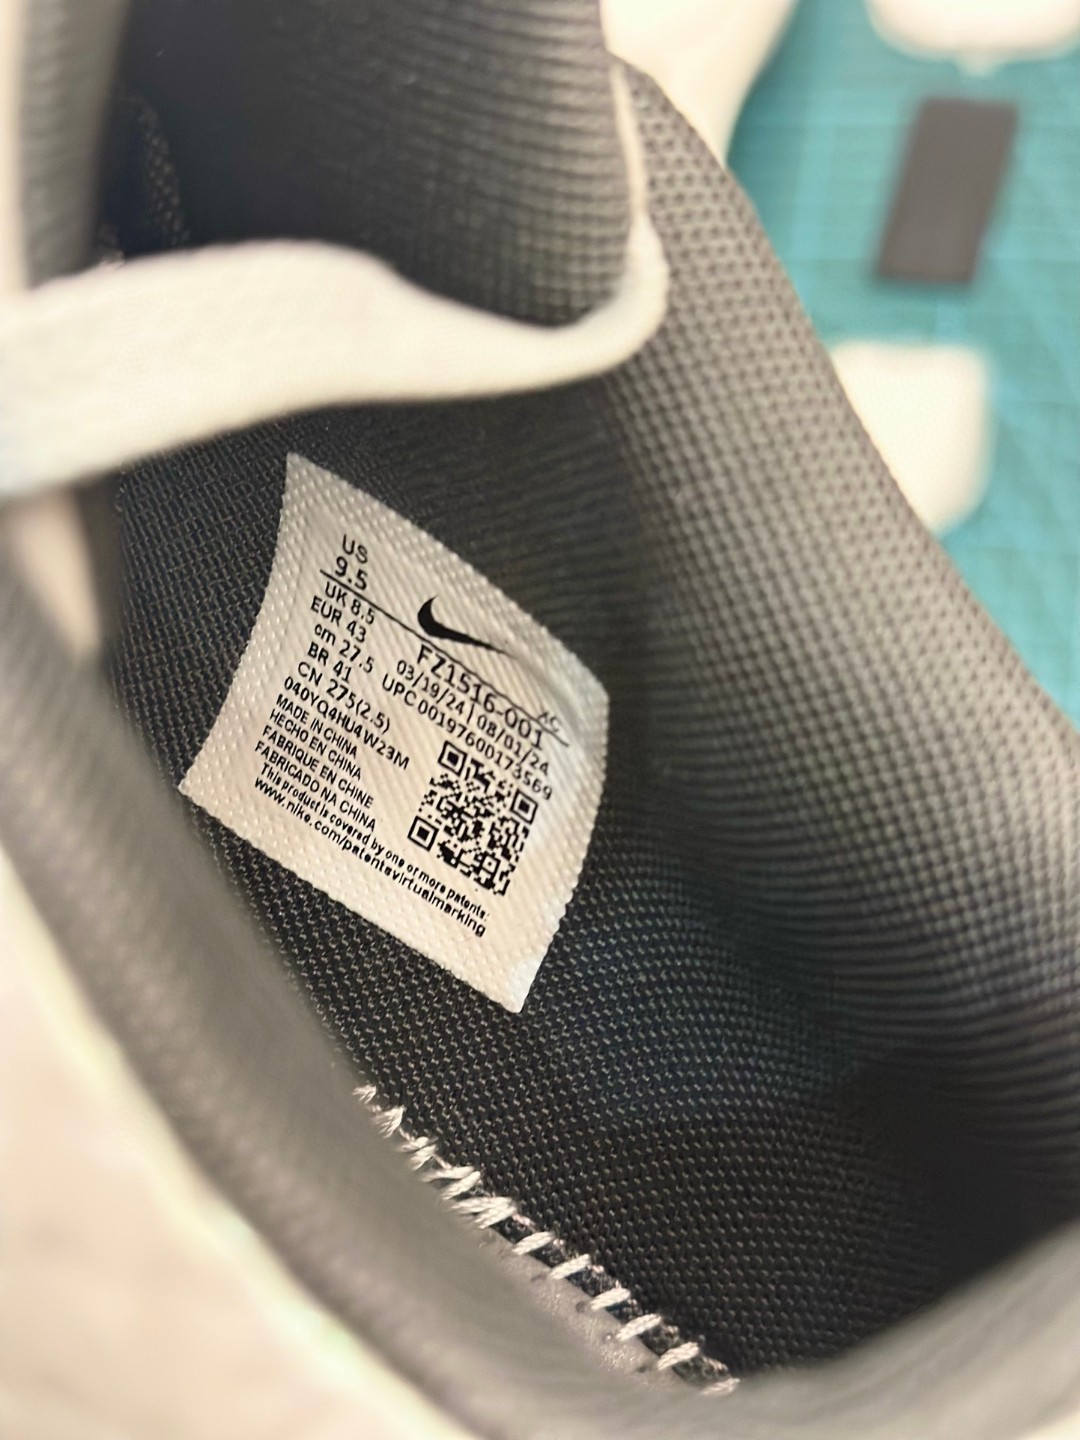 US
9.5
UK 8.5
EUR 43
cm 27.5
BR 41
CN 275(2.5)
FZ1516-001
03/19/24 | 08/01/24
UPC 00197600173569
040YQ4HU4W23M
MADE IN CHINA
HECHO EN CHINA
FABRIQUE EN CHINE
FABRICADO NA CHINA
This product is covered by one or more patents:
www.nike.com/patentsvirtualmarking